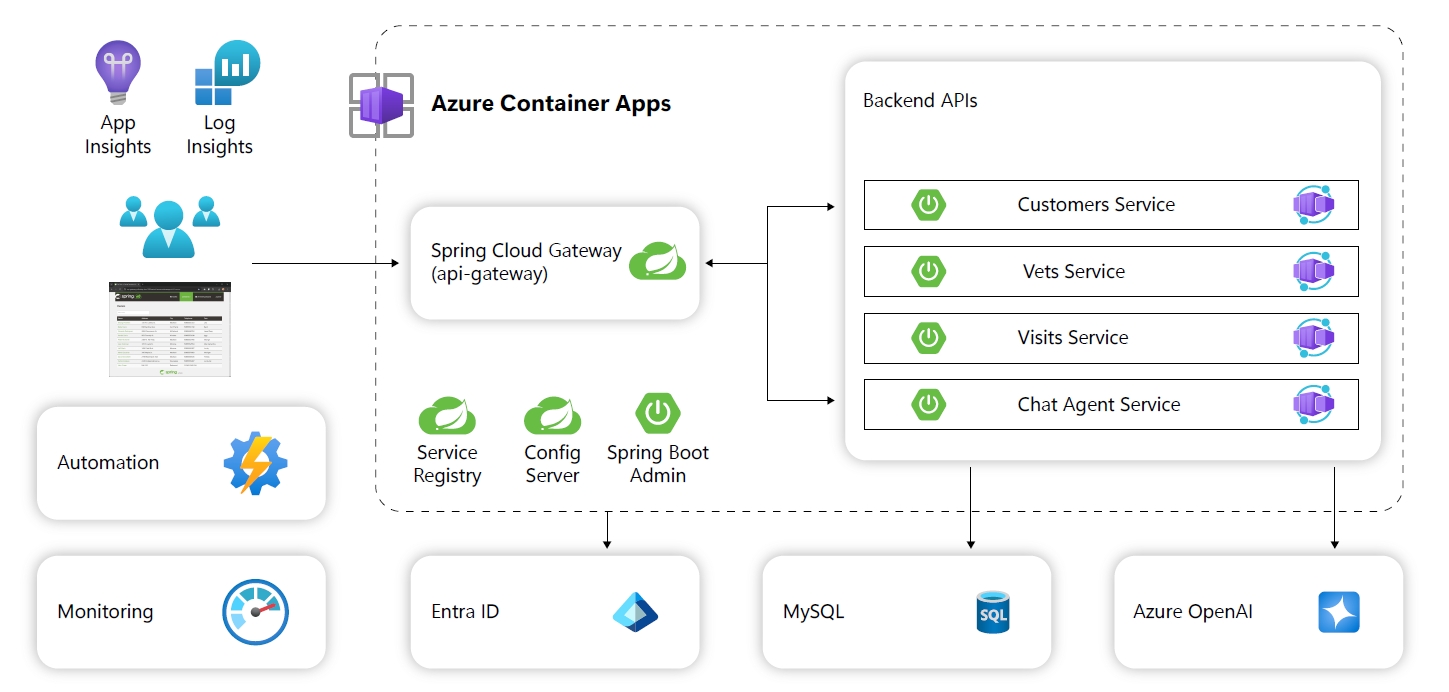 App
Insights
Log
Insights
Azure Container Apps
Backend APIs
Customers Service
Vets Service
Visits Service
Chat Agent Service
Spring Cloud Gateway
(api-gateway)
spring
spring
Service
Registry
Config
Server
Spring Boot
Admin
Automation
Monitoring
Entra ID
MySQL
SQL
Azure OpenAI